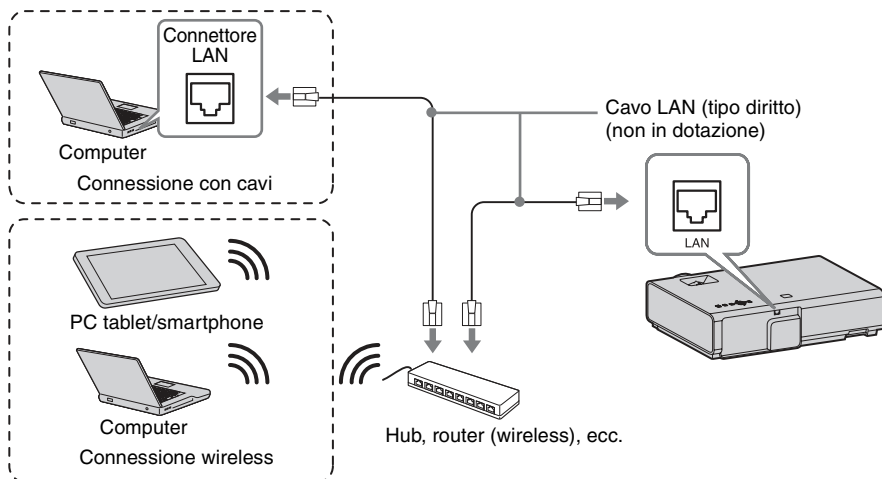 Connettore
LAN
Computer
Connessione con cavi
Cavo LAN (tipo diritto)
(non in dotazione)
LAN
PC tablet/smartphone
Computer
Connessione wireless
Hub, router (wireless), ecc.